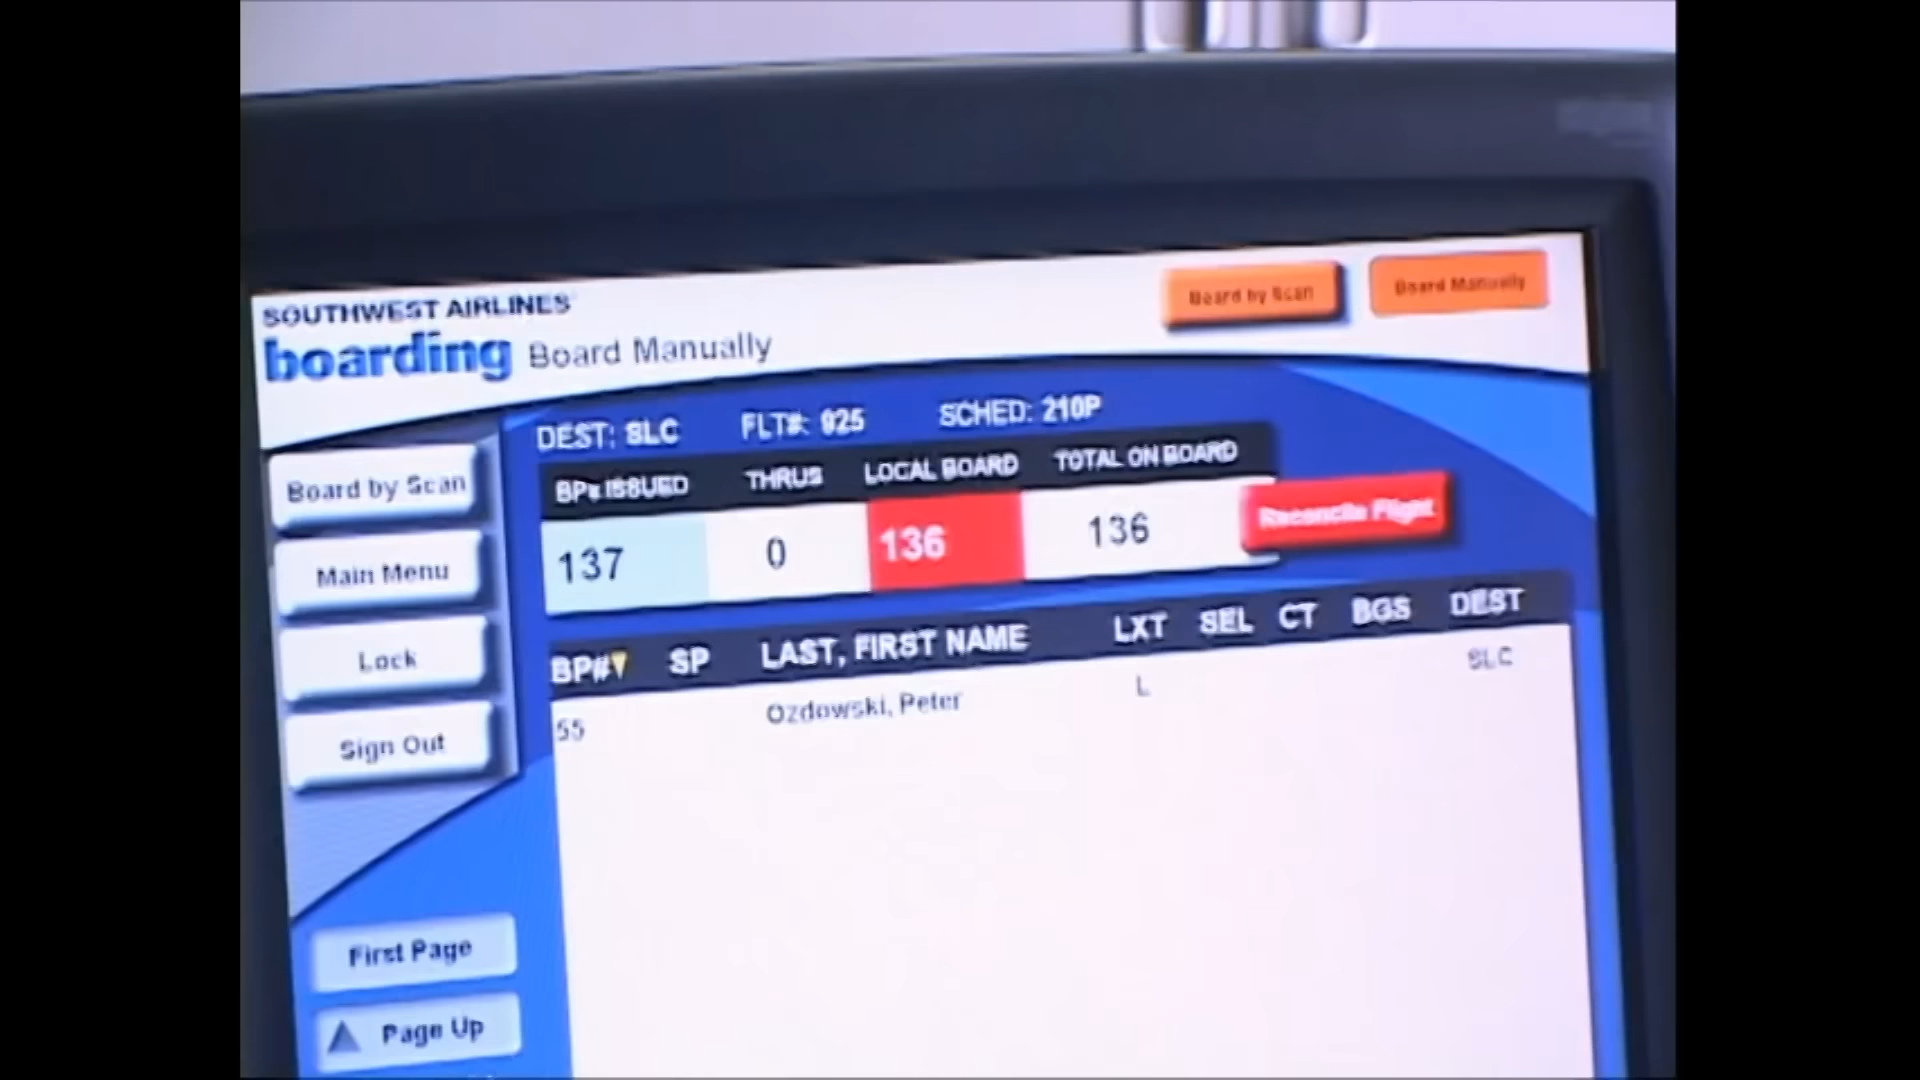 SOUTHWEST AIRLINES
boarding Board Manually
Board by Scan
Board Manually
DEST: SLC FLT#: 925 SCHED: 210P
BPs ISSUED THRUS LOCAL BOARD TOTAL ON BOARD
137 0 136 136
Reconcile Flight
BP# SP LAST, FIRST NAME LXT SEL CT BGS DEST
55 Ozdowski, Peter L SLC
Board by Scan
Main Menu
Lock
Sign Out
First Page
Page Up